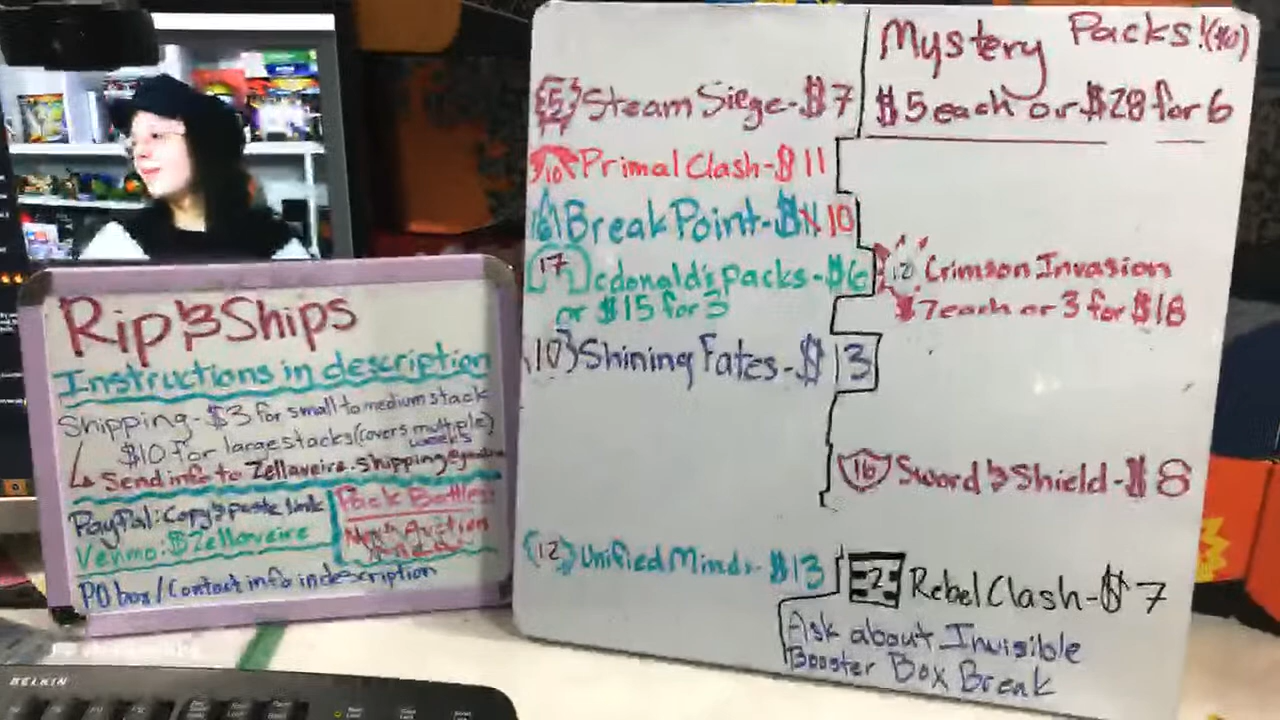 Rip & Ships
Instructions in description
Shipping - $3 for small to medium stack
$10 for large stacks (covers multiple)
weeks
Send info to Zellaveire.shipping@
PayPal: Copy & paste link
Venmo: $Zellaveire
Pack Battles
Auction
PO box / Contact info in description
5 Steam Siege - $7
10 Primal Clash - $11
Break Point - $ 10
17 Mcdonald's packs - $6
or $15 for 3
10 Shining Fates - $13
12 Unified Minds - $13
Mystery Packs! (40)
$5 each or $28 for 6
12 Crimson Invasion
$7 each or 3 for $18
16 Sword & Shield - $8
2 Rebel Clash - $7
Ask about Invisible
Booster Box Break
BELKIN